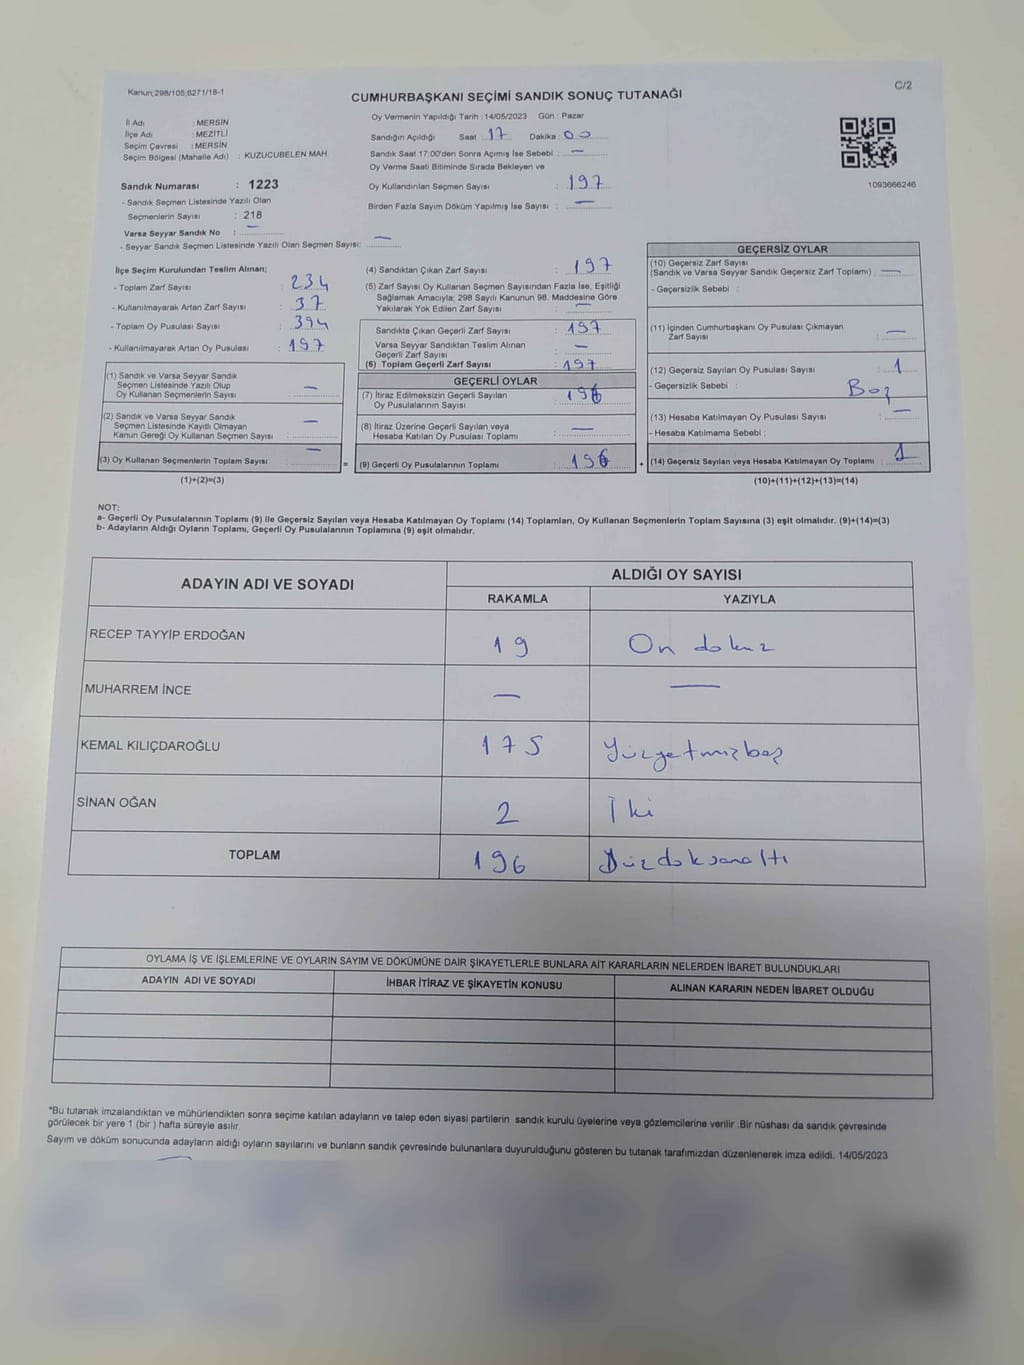 Kanun;298/105;6271/18-1
C/2
CUMHURBAŞKANI SEÇİMİ SANDIK SONUÇ TUTANAĞI
İl Adı : MERSİN
İlçe Adı : MEZİTLİ
Seçim Çevresi : MERSİN
Seçim Bölgesi (Mahalle Adı) : KUZUCUBELEN MAH.
Sandık Numarası : 1223
- Sandık Seçmen Listesinde Yazılı Olan
Seçmenlerin Sayısı : 218
Varsa Seyyar Sandık No : —
- Seyyar Sandık Seçmen Listesinde Yazılı Olan Seçmen Sayısı: —
Oy Vermenin Yapıldığı Tarih : 14/05/2023 Gün : Pazar
Sandığın Açıldığı Saat : 17 Dakika : 00
Sandık Saat 17:00'den Sonra Açımış İse Sebebi : —
Oy Verme Saati Bitiminde Sırada Bekleyen ve
Oy Kullandırılan Seçmen Sayısı : 197
Birden Fazla Sayım Döküm Yapılmış İse Sayısı : —
1093666246
İlçe Seçim Kurulundan Teslim Alınan;
- Toplam Zarf Sayısı : 234
- Kullanılmayarak Artan Zarf Sayısı : 37
- Toplam Oy Pusulası Sayısı : 394
- Kullanılmayarak Artan Oy Pusulası : 197
(1) Sandık ve Varsa Seyyar Sandık
Seçmen Listesinde Yazılı Olup
Oy Kullanan Seçmenlerin Sayısı : —
(2) Sandık ve Varsa Seyyar Sandık
Seçmen Listesinde Kayıtlı Olmayan
Kanun Gereği Oy Kullanan Seçmen Sayısı : —
(3) Oy Kullanan Seçmenlerin Toplam Sayısı : —
(1)+(2)=(3)
(4) Sandıktan Çıkan Zarf Sayısı : 197
(5) Zarf Sayısı Oy Kullanan Seçmen Sayısından Fazla İse, Eşitliği
Sağlamak Amacıyla; 298 Sayılı Kanunun 98. Maddesine Göre
Yakılarak Yok Edilen Zarf Sayısı : —
Sandıkta Çıkan Geçerli Zarf Sayısı : 197
Varsa Seyyar Sandıktan Teslim Alınan
Geçerli Zarf Sayısı : —
(6) Toplam Geçerli Zarf Sayısı : 197
GEÇERLİ OYLAR
(7) İtiraz Edilmeksizin Geçerli Sayılan
Oy Pusulalarının Sayısı : 196
(8) İtiraz Üzerine Geçerli Sayılan veya
Hesaba Katılan Oy Pusulası Toplamı : —
= (9) Geçerli Oy Pusulalarının Toplamı : 196 +
GEÇERSİZ OYLAR
(10) Geçersiz Zarf Sayısı
(Sandık ve Varsa Seyyar Sandık Geçersiz Zarf Toplamı) : —
- Geçersizlik Sebebi :
(11) İçinden Cumhurbaşkanı Oy Pusulası Çıkmayan
Zarf Sayısı : —
(12) Geçersiz Sayılan Oy Pusulası Sayısı : 1
- Geçersizlik Sebebi : Boş
(13) Hesaba Katılmayan Oy Pusulası Sayısı : —
- Hesaba Katılmama Sebebi :
(14) Geçersiz Sayılan veya Hesaba Katılmayan Oy Toplamı : 1
(10)+(11)+(12)+(13)=(14)
NOT:
a- Geçerli Oy Pusulalarının Toplamı (9) ile Geçersiz Sayılan veya Hesaba Katılmayan Oy Toplamı (14) Toplamları, Oy Kullanan Seçmenlerin Toplam Sayısına (3) eşit olmalıdır. (9)+(14)=(3)
b- Adayların Aldığı Oyların Toplamı, Geçerli Oy Pusulalarının Toplamına (9) eşit olmalıdır.
ADAYIN ADI VE SOYADI
ALDIĞI OY SAYISI
RAKAMLA YAZIYLA
RECEP TAYYİP ERDOĞAN 19 On dokuz
MUHARREM İNCE — —
KEMAL KILIÇDAROĞLU 175 Yüzyetmişbeş
SİNAN OĞAN 2 İki
TOPLAM 196 Yüzdoksanaltı
OYLAMA İŞ VE İŞLEMLERİNE VE OYLARIN SAYIM VE DÖKÜMÜNE DAİR ŞİKAYETLERLE BUNLARA AİT KARARLARIN NELERDEN İBARET BULUNDUKLARI
ADAYIN ADI VE SOYADI İHBAR İTİRAZ VE ŞİKAYETİN KONUSU ALINAN KARARIN NEDEN İBARET OLDUĞU
*Bu tutanak imzalandıktan ve mühürlendikten sonra seçime katılan adayların ve talep eden siyasi partilerin sandık kurulu üyelerine veya gözlemcilerine verilir .Bir nüshası da sandık çevresinde
görülecek bir yere 1 (bir ) hafta süreyle asılır.
Sayım ve döküm sonucunda adayların aldığı oyların sayılarını ve bunların sandık çevresinde bulunanlara duyurulduğunu gösteren bu tutanak tarafımızdan düzenlenerek imza edildi. 14/05/2023